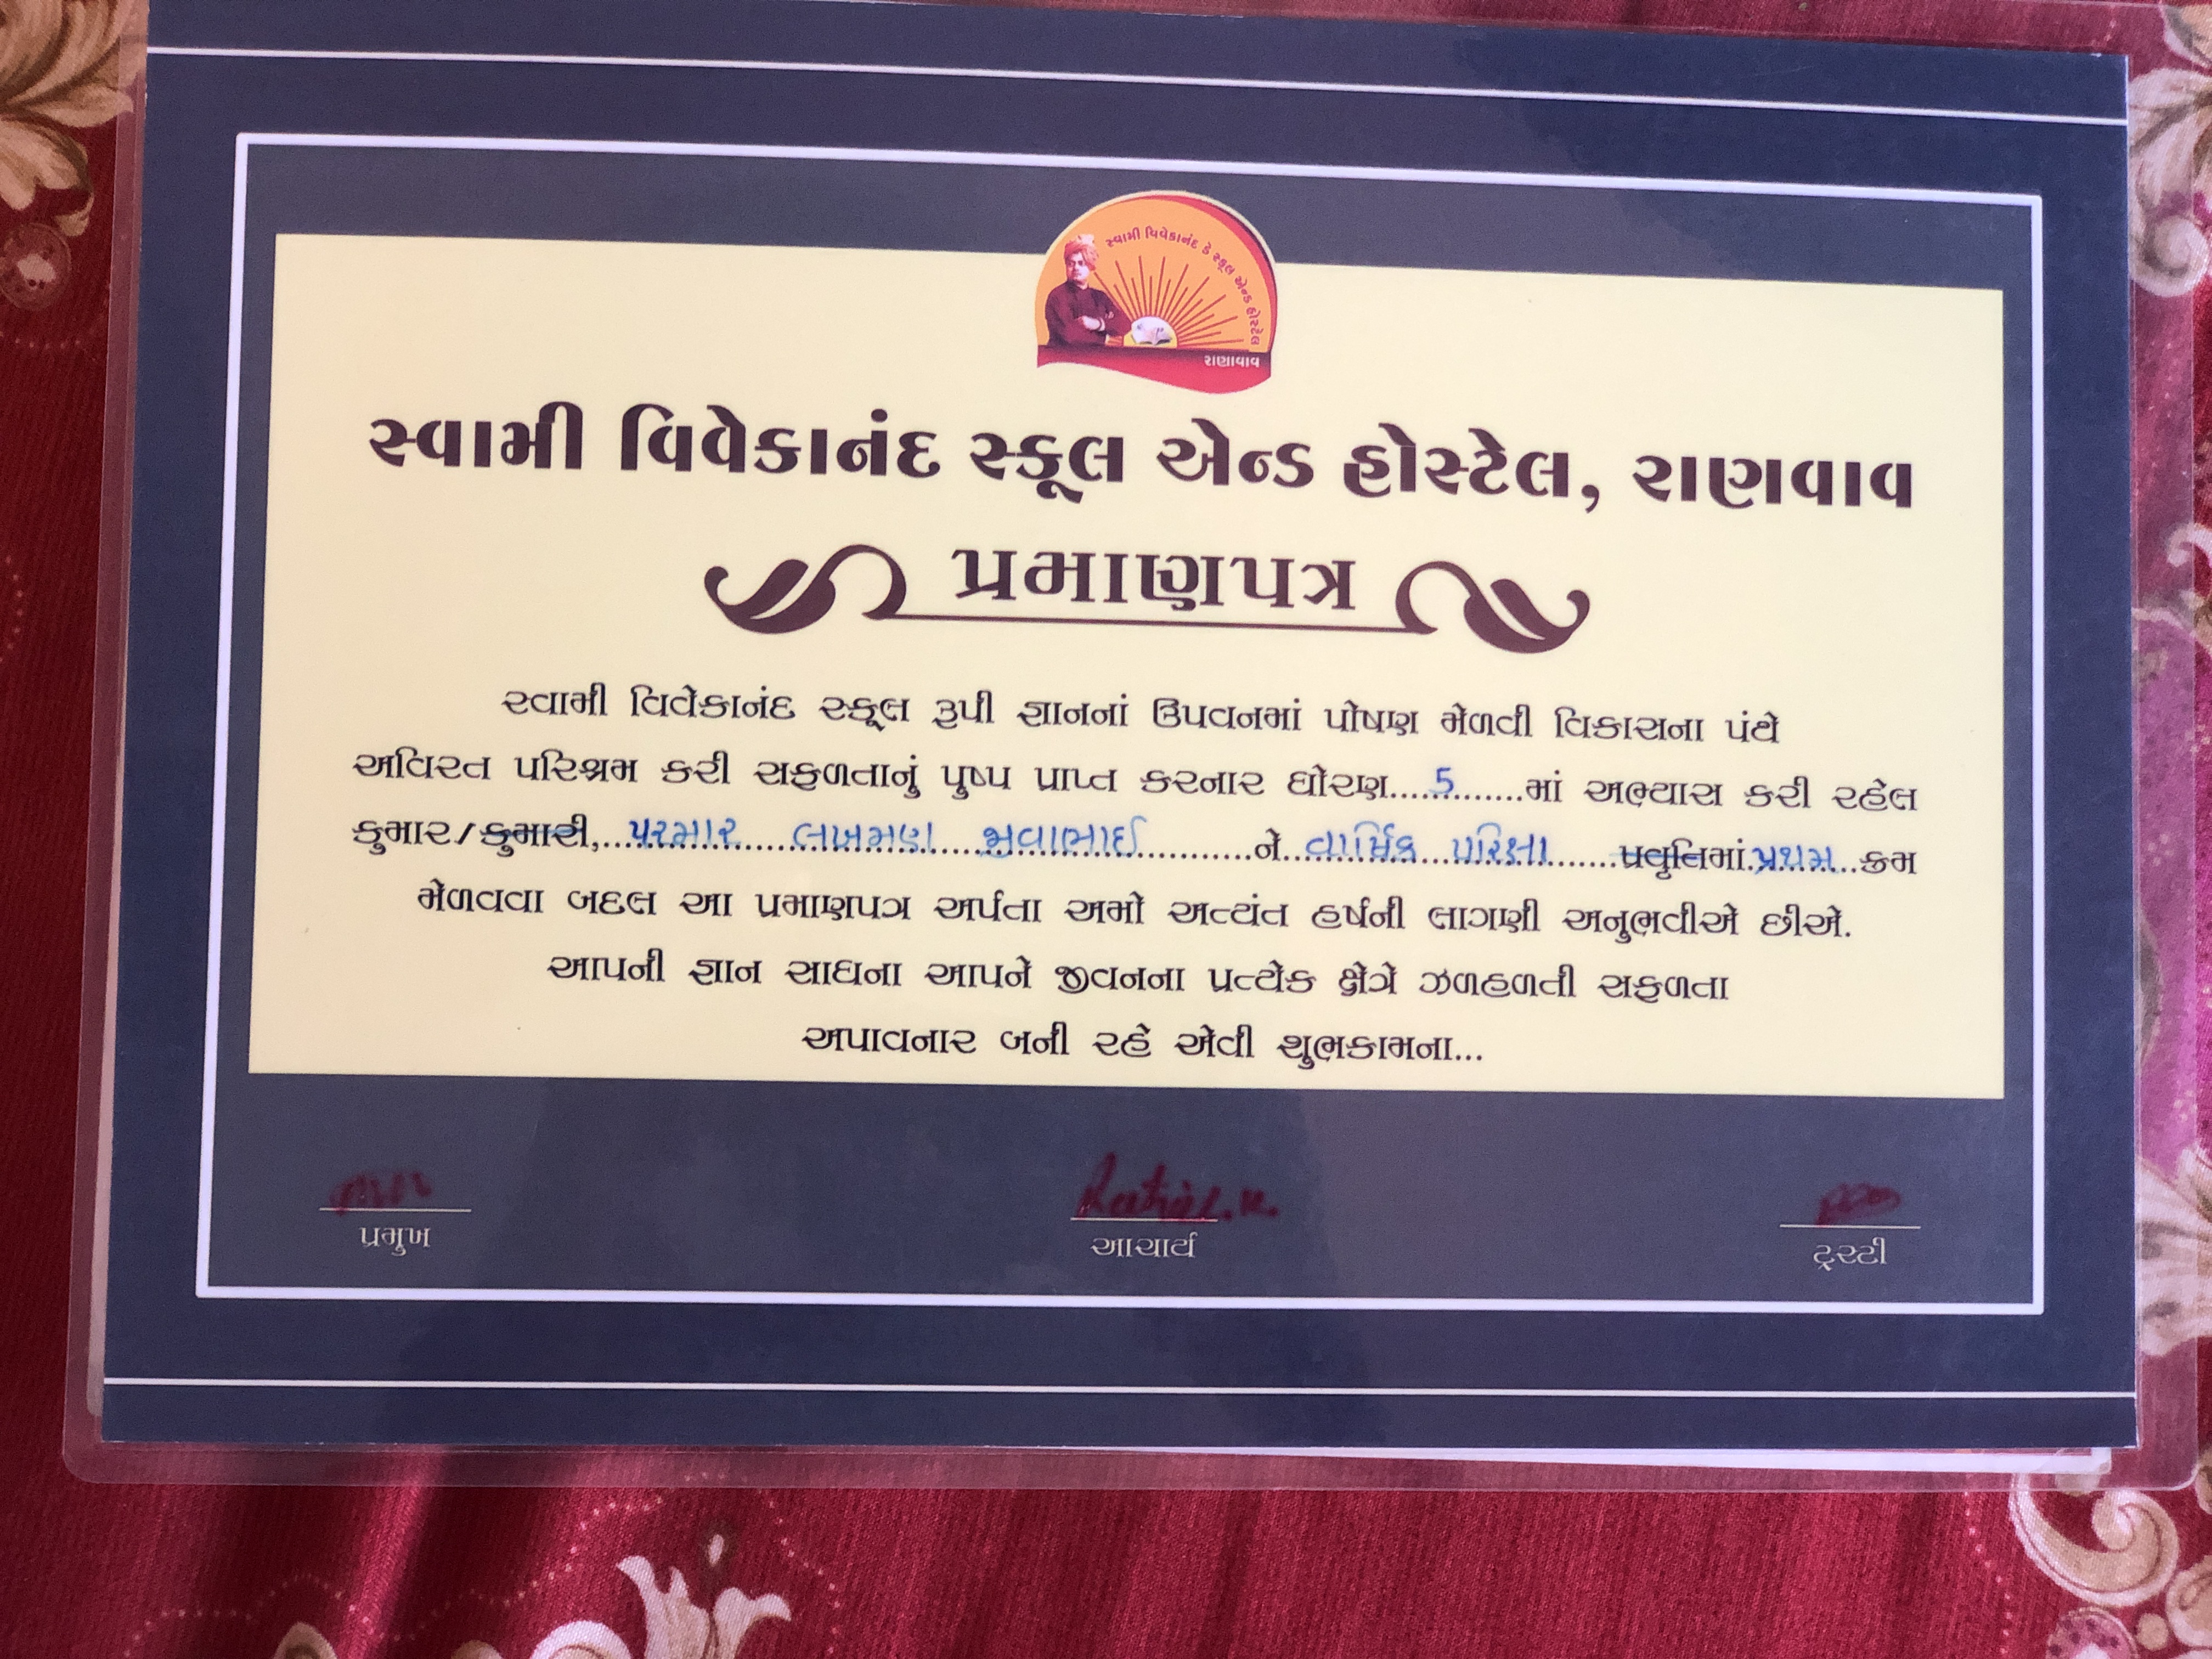 સ્વામી વિવેકાનંદ કે સ્કૂલ એન્ડ હોસ્ટેલ
રાણાવાવ
સ્વામી વિવેકાનંદ સ્કૂલ એન્ડ હોસ્ટેલ, રાણવાવ
પ્રમાણપત્ર
સ્વામી વિવેકાનંદ સ્કૂલ રૂપી જ્ઞાનનાં ઉપવનમાં પોષણ મેળવી વિકાસના પંથે
અવિરત પરિશ્રમ કરી સફળતાનું પુષ્પ પ્રાપ્ત કરનાર ધોરણ...5...માં અભ્યાસ કરી રહેલ
કુમાર/કુમારી,...પરમાર લખમણ ભુવાભાઈ...ને...વાર્ષિક પરિક્ષા...પ્રવૃતિમાં.પ્રથમ...ક્રમ
મેળવવા બદલ આ પ્રમાણપત્ર અર્પતા અમો અત્યંત હર્ષની લાગણી અનુભવીએ છીએ.
આપની જ્ઞાન સાધના આપને જીવનના પ્રત્યેક ક્ષેત્રે ઝળહળતી સફળતા
અપાવનાર બની રહે એવી શુભકામના...
પ્રમુખ
આચાર્ય
ટ્રસ્ટી